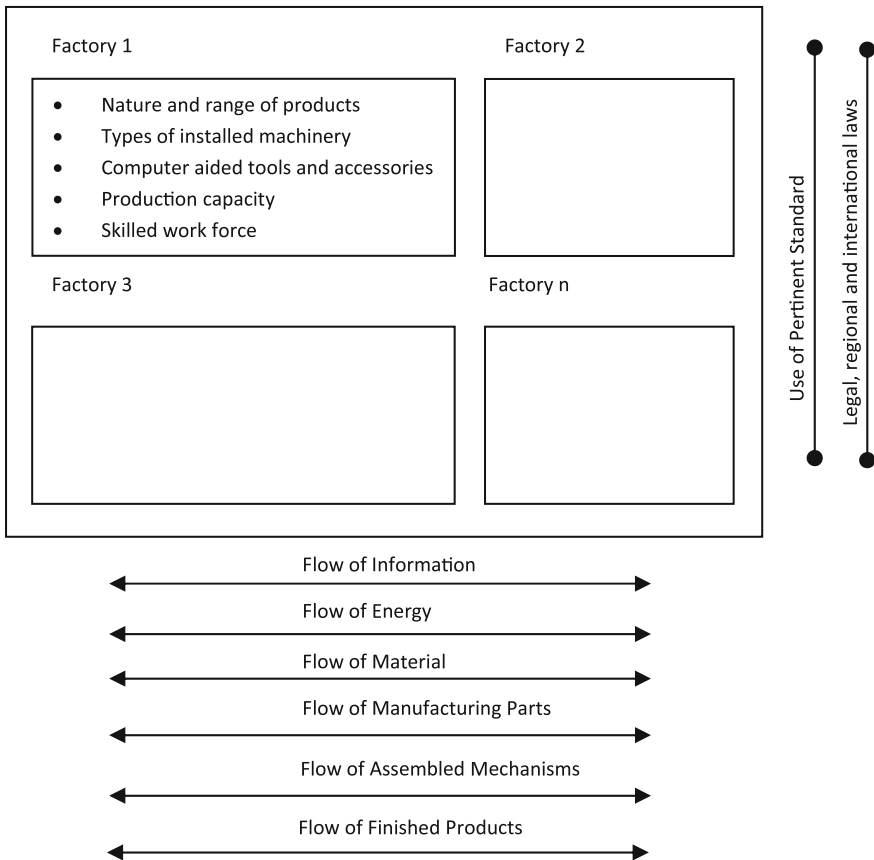 Factory 1
Factory 2
• Nature and range of products
• Types of installed machinery
• Computer aided tools and accessories
• Production capacity
• Skilled work force
Factory 3
Factory n
Use of Pertinent Standard
Legal, regional and international laws
Flow of Information
Flow of Energy
Flow of Material
Flow of Manufacturing Parts
Flow of Assembled Mechanisms
Flow of Finished Products